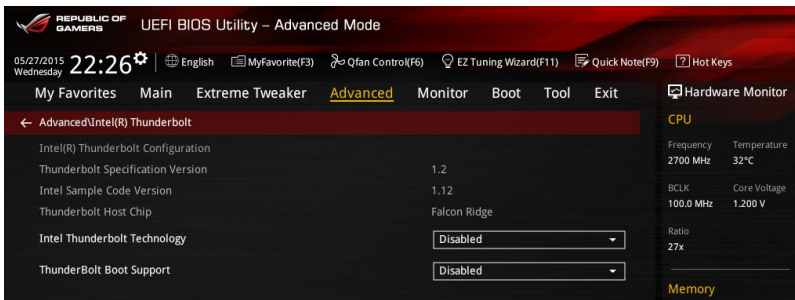 REPUBLIC OF
GAMERS
UEFI BIOS Utility – Advanced Mode
05/27/2015
Wednesday
22:26
English
MyFavorite(F3)
Qfan Control(F6)
EZ Tuning Wizard(F11)
Quick Note(F9)
? Hot Keys
My Favorites Main Extreme Tweaker Advanced Monitor Boot Tool Exit
Hardware Monitor
← Advanced\Intel(R) Thunderbolt
Intel(R) Thunderbolt Configuration
Thunderbolt Specification Version 1.2
Intel Sample Code Version 1.12
Thunderbolt Host Chip Falcon Ridge
Intel Thunderbolt Technology Disabled
ThunderBolt Boot Support Disabled
CPU
Frequency Temperature
2700 MHz 32°C
BCLK Core Voltage
100.0 MHz 1.200 V
Ratio
27x
Memory